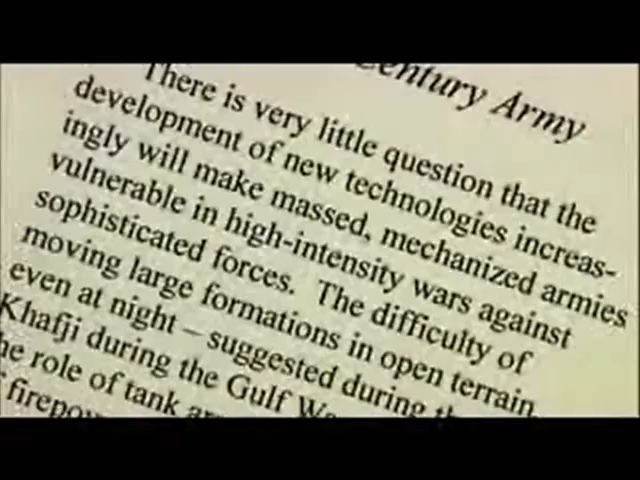 Century Army
There is very little question that the
development of new technologies increas-
ingly will make massed, mechanized armies
vulnerable in high-intensity wars against
sophisticated forces. The difficulty of
moving large formations in open terrain
even at night – suggested during
Khafji during the Gulf
role of tank